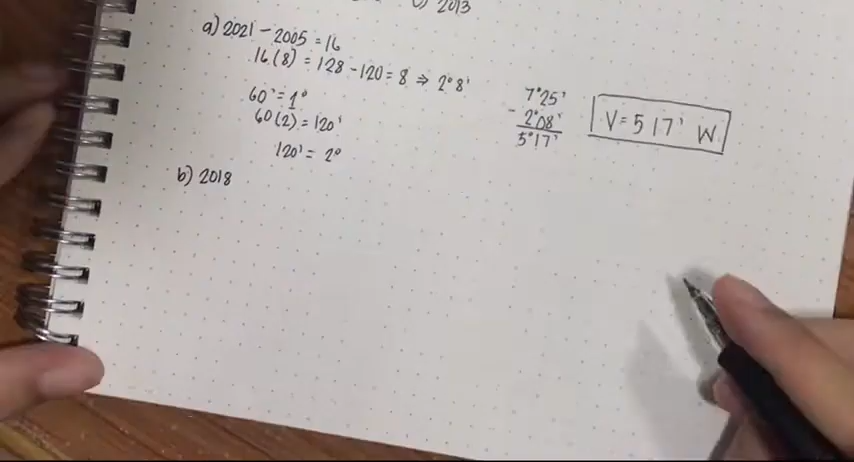 c) 2013
a) 2021 - 2005 = 16
16 (8) = 128 - 120 = 8 ⇒ 2°8'
60' = 1°
60 (2) = 120'
120' = 2°
7°25'
- 2°08'
5°17'
V = 5 17' W
b) 2018